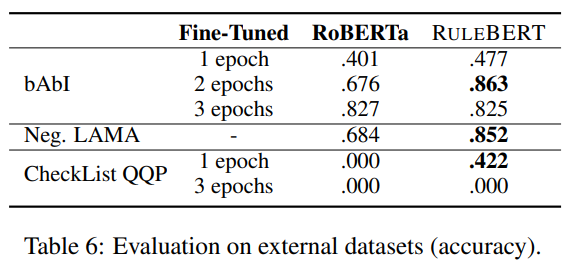 Fine-Tuned RoBERTa RULEBERT
1 epoch .401 .477
bAbI 2 epochs .676 .863
3 epochs .827 .825
Neg. LAMA - .684 .852
CheckList QQP 1 epoch .000 .422
3 epochs .000 .000
Table 6: Evaluation on external datasets (accuracy).